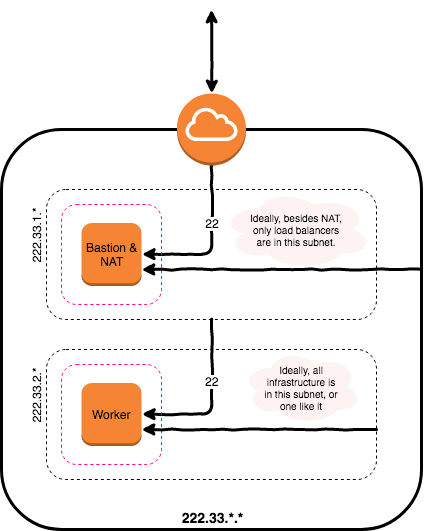 22
Ideally, besides NAT,
only load balancers
are in this subnet.
222.33.1.*
Bastion &
NAT
22
Ideally, all
infrastructure is
in this subnet, or
one like it
222.33.2.*
Worker
222.33.*.*